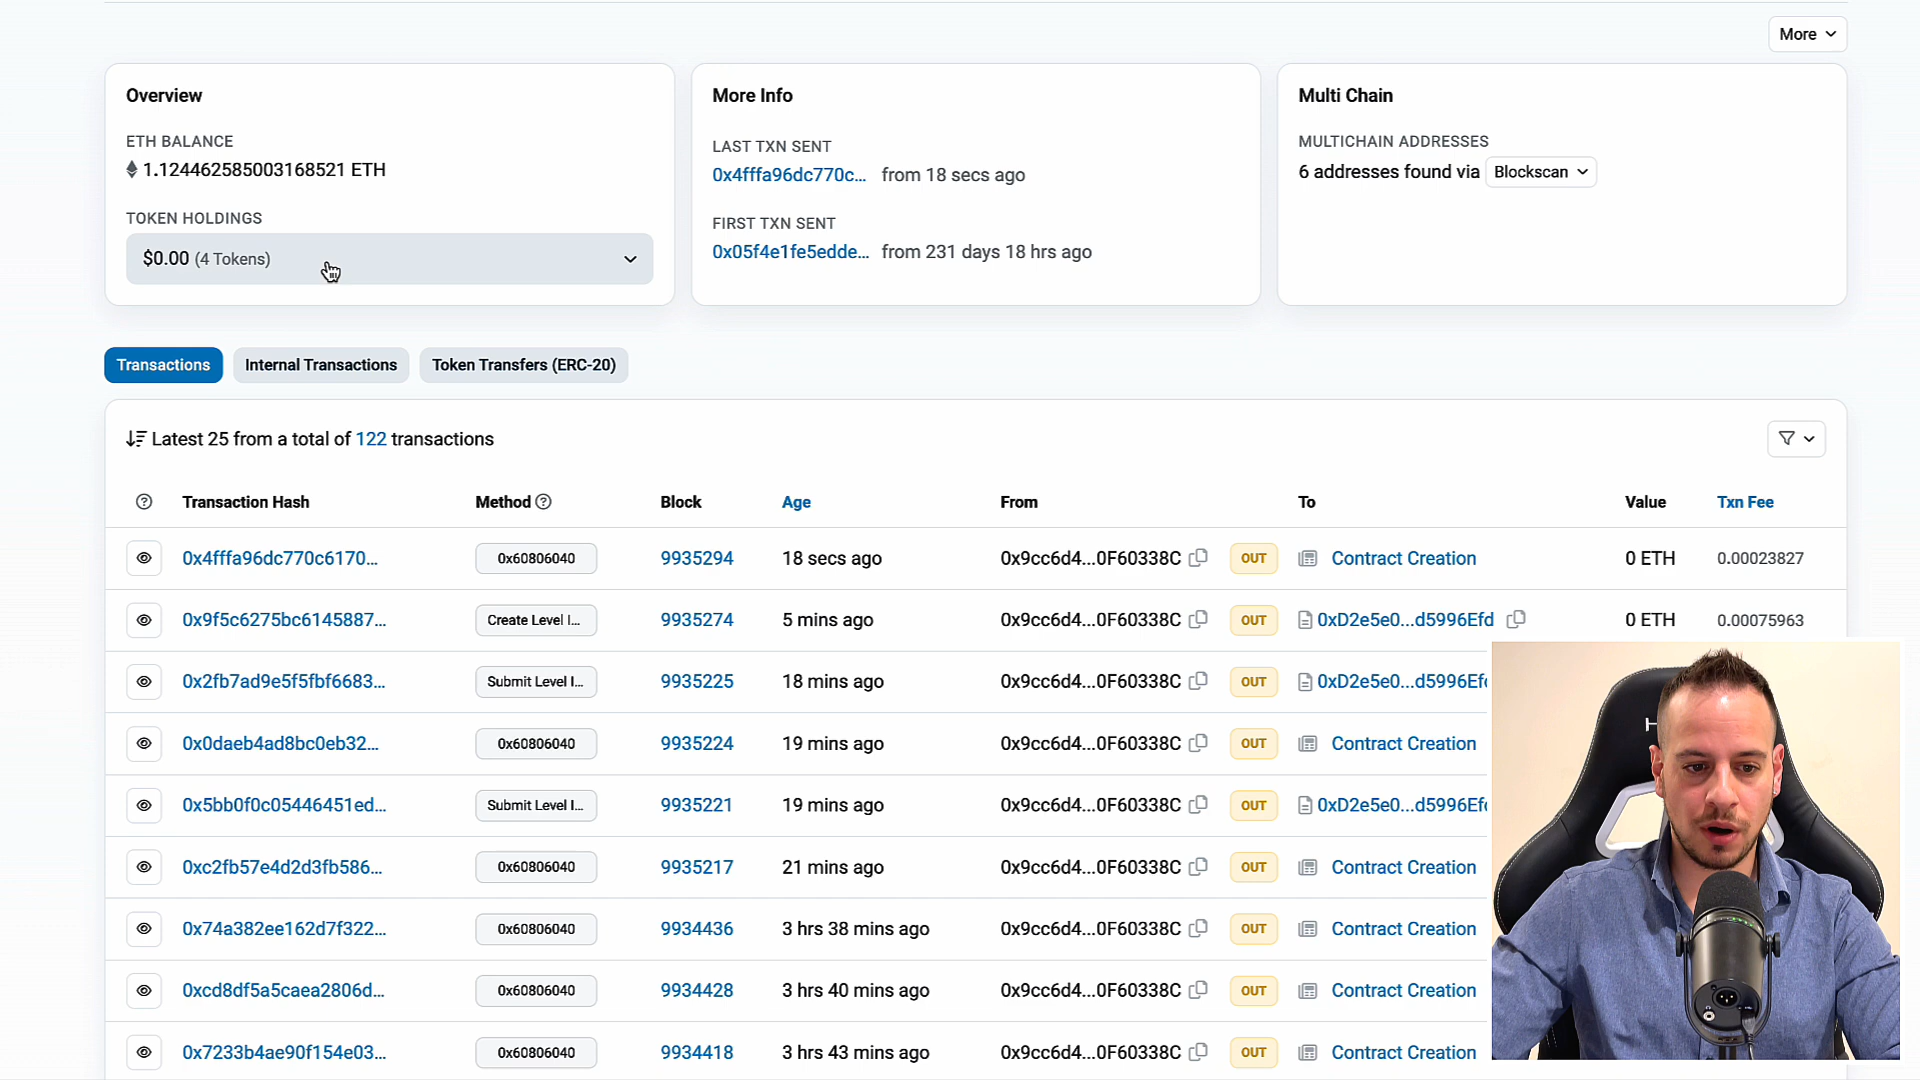 More
Overview
ETH BALANCE
1.124462585003168521 ETH
TOKEN HOLDINGS
$0.00 (4 Tokens)
More Info
LAST TXN SENT
0x4fffa96dc770c... from 18 secs ago
FIRST TXN SENT
0x05f4e1fe5edde... from 231 days 18 hrs ago
Multi Chain
MULTICHAIN ADDRESSES
6 addresses found via Blockscan
Transactions Internal Transactions Token Transfers (ERC-20)
Latest 25 from a total of 122 transactions
Transaction Hash Method Block Age From To Value Txn Fee
0x4fffa96dc770c6170... 0x60806040 9935294 18 secs ago 0x9cc6d4...0F60338C OUT Contract Creation 0 ETH 0.00023827
0x9f5c6275bc6145887... Create Level I... 9935274 5 mins ago 0x9cc6d4...0F60338C OUT 0xD2e5e0...d5996Efd 0 ETH 0.00075963
0x2fb7ad9e5f5fbf6683... Submit Level I... 9935225 18 mins ago 0x9cc6d4...0F60338C OUT 0xD2e5e0...d5996Ef
0x0daeb4ad8bc0eb32... 0x60806040 9935224 19 mins ago 0x9cc6d4...0F60338C OUT Contract Creation
0x5bb0f0c05446451ed... Submit Level I... 9935221 19 mins ago 0x9cc6d4...0F60338C OUT 0xD2e5e0...d5996Ef
0xc2fb57e4d2d3fb586... 0x60806040 9935217 21 mins ago 0x9cc6d4...0F60338C OUT Contract Creation
0x74a382ee162d7f322... 0x60806040 9934436 3 hrs 38 mins ago 0x9cc6d4...0F60338C OUT Contract Creation
0xcd8df5a5caea2806d... 0x60806040 9934428 3 hrs 40 mins ago 0x9cc6d4...0F60338C OUT Contract Creation
0x7233b4ae90f154e03... 0x60806040 9934418 3 hrs 43 mins ago 0x9cc6d4...0F60338C OUT Contract Creation